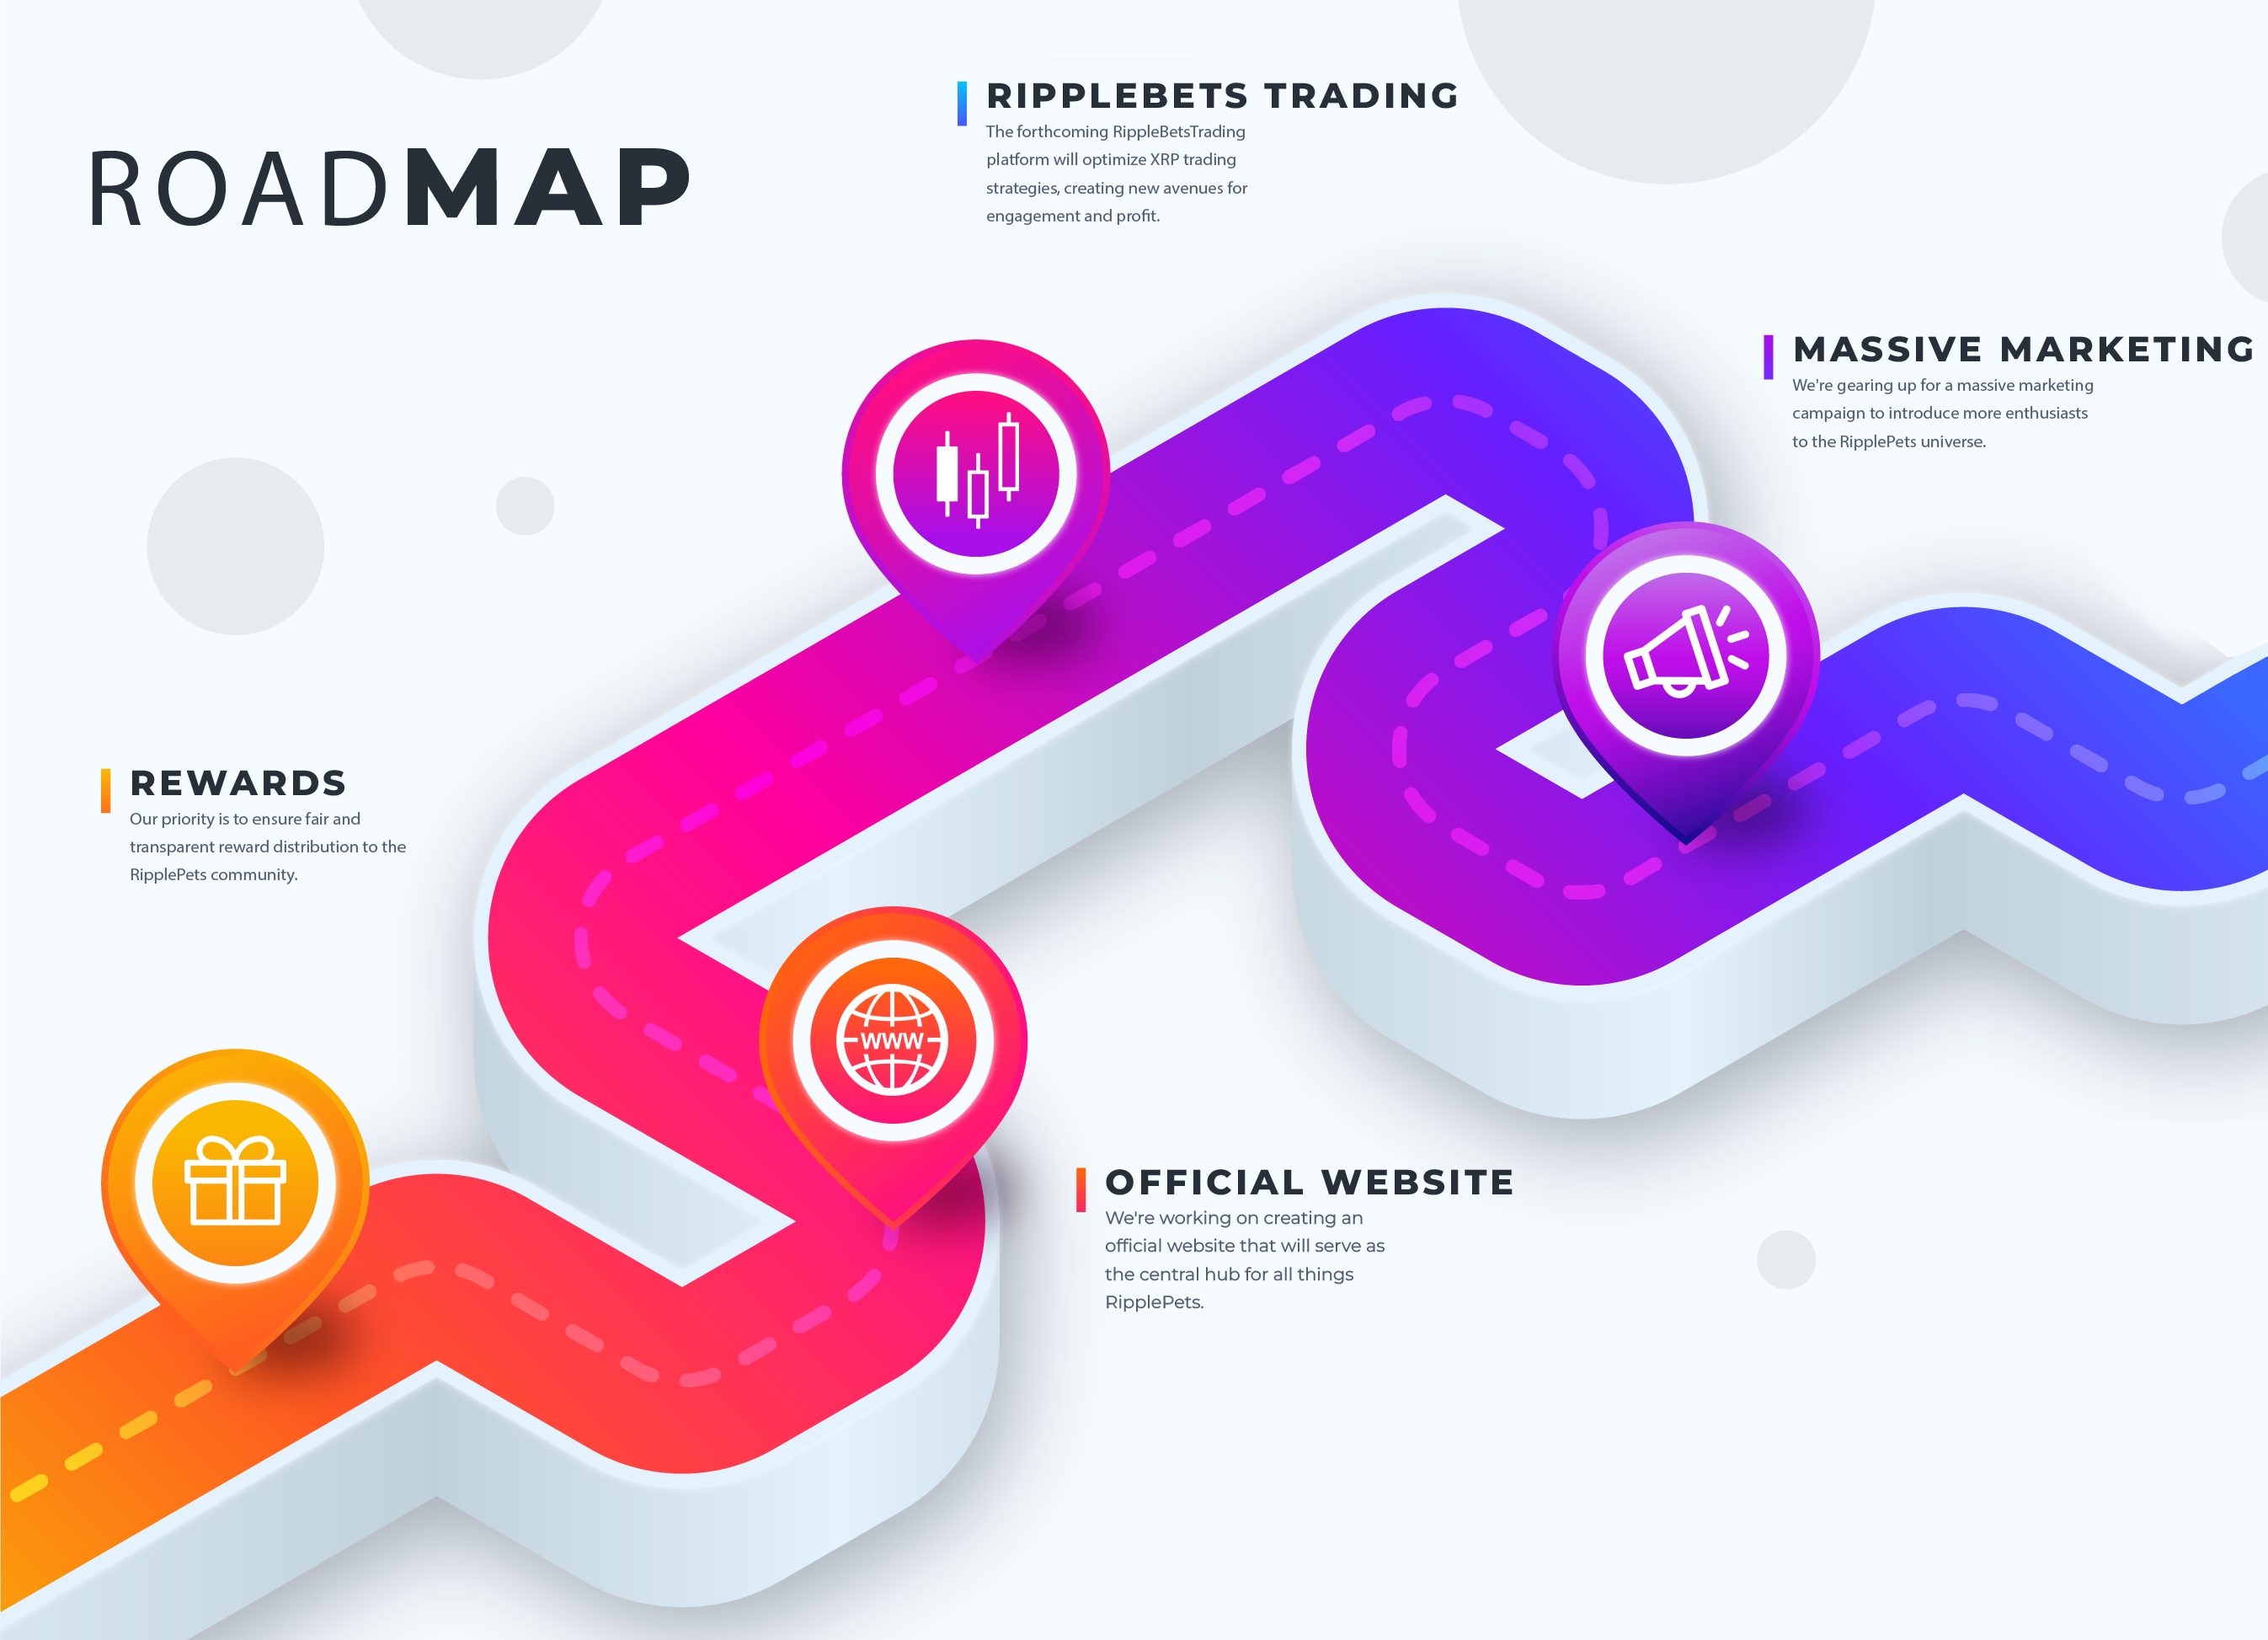 ROADMAP
RIPPLEBETS TRADING
The forthcoming RippleBetsTrading
platform will optimize XRP trading
strategies, creating new avenues for
engagement and profit.
MASSIVE MARKETING
We're gearing up for a massive marketing
campaign to introduce more enthusiasts
to the RipplePets universe.
REWARDS
Our priority is to ensure fair and
transparent reward distribution to the
RipplePets community.
WWW
OFFICIAL WEBSITE
We're working on creating an
official website that will serve as
the central hub for all things
RipplePets.